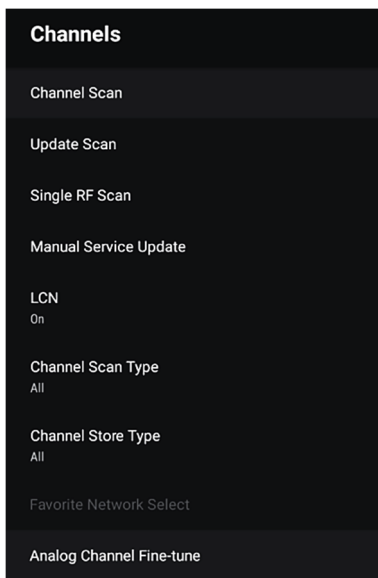 Channels
Channel Scan
Update Scan
Single RF Scan
Manual Service Update
LCN
On
Channel Scan Type
All
Channel Store Type
All
Favorite Network Select
Analog Channel Fine-tune